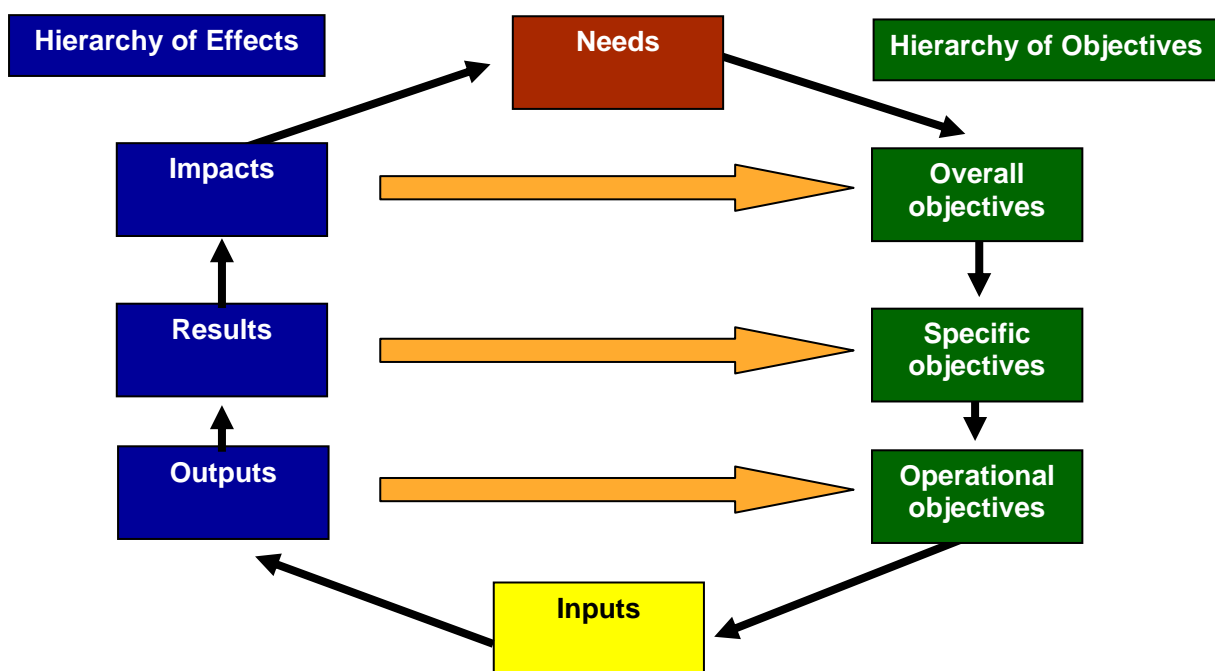 Hierarchy of Effects
Needs
Hierarchy of Objectives
Impacts
Overall
objectives
Results
Specific
objectives
Outputs
Operational
objectives
Inputs